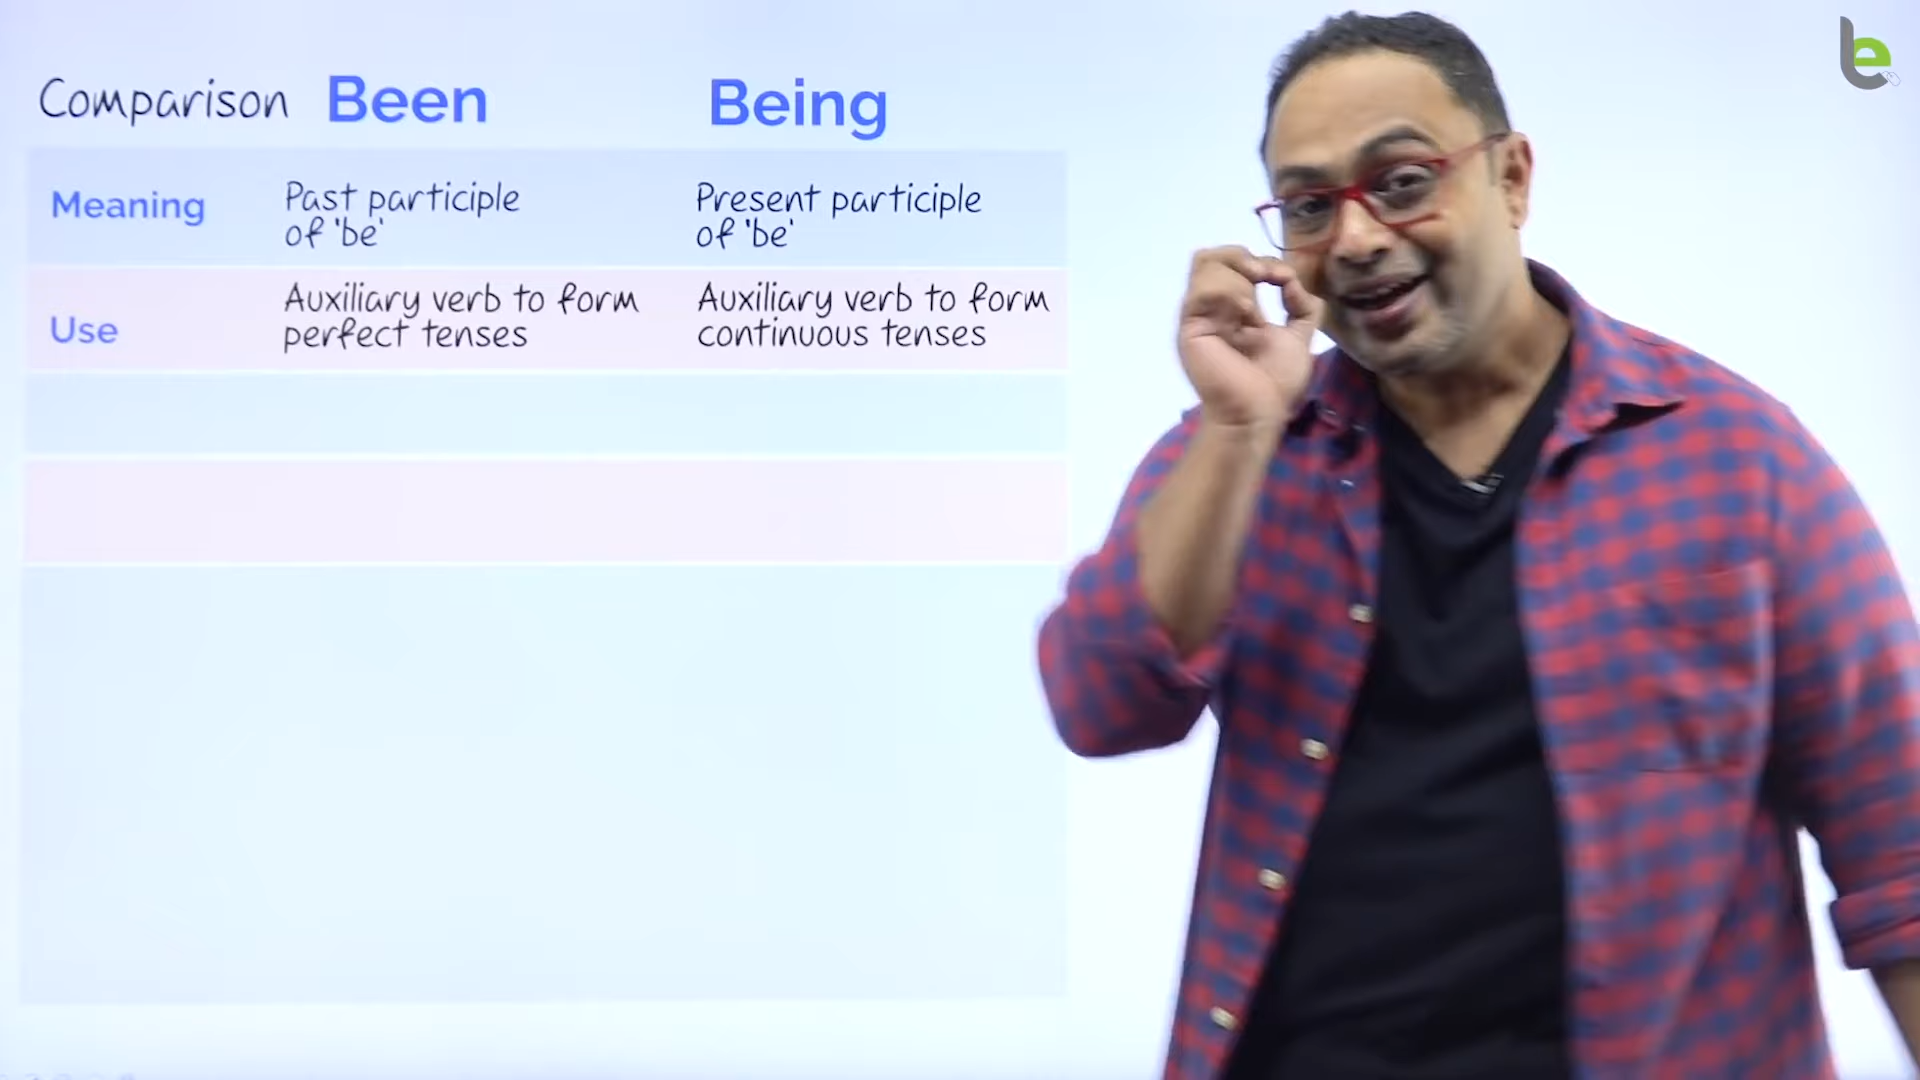 Comparison Been Being
Meaning Past participle Present participle
of 'be' of 'be'
Auxiliary verb to form Auxiliary verb to form
Use perfect tenses continuous tenses
be